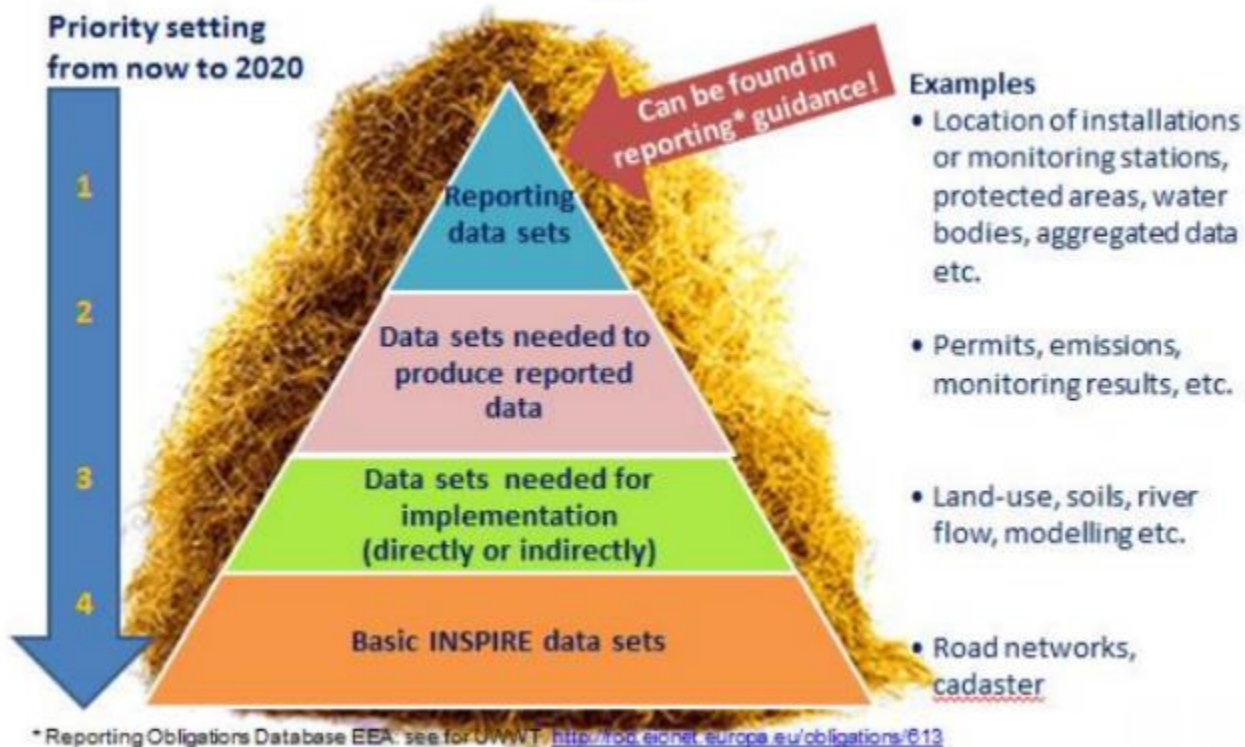 Priority setting
from now to 2020
1
2
3
4
Can be found in
reporting* guidance!
Reporting
data sets
Data sets needed to
produce reported
data
Data sets needed for
implementation
(directly or indirectly)
Basic INSPIRE data sets
Examples
• Location of installations
or monitoring stations,
protected areas, water
bodies, aggregated data
etc.
• Permits, emissions,
monitoring results, etc.
• Land-use, soils, river
flow, modelling etc.
• Road networks,
cadaster
* Reporting Obligations Database EEA: see for UWWT http://rod.eionet.europa.eu/obligations/613